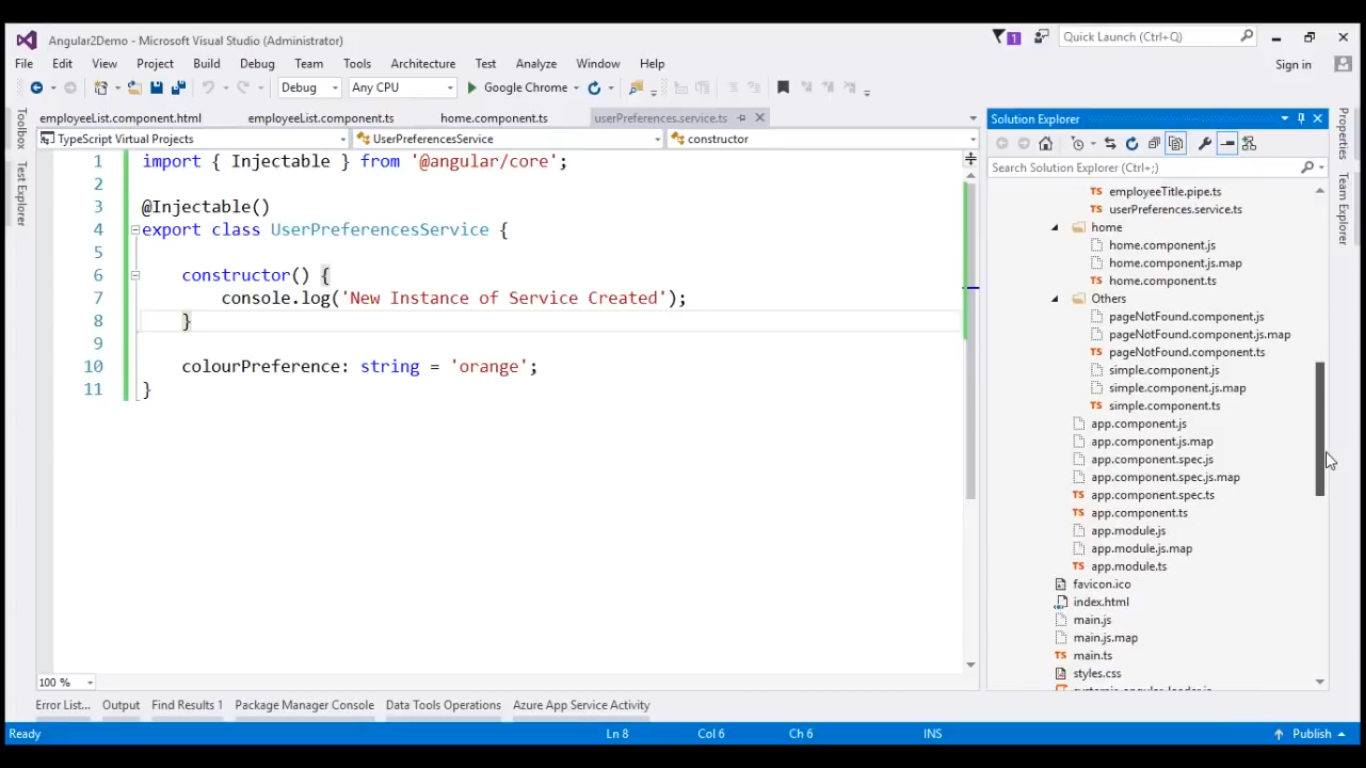 Angular2Demo - Microsoft Visual Studio (Administrator)
1
Quick Launch (Ctrl+Q)
File Edit View Project Build Debug Team Tools Architecture Test Analyze Window Help
Sign in
Debug Any CPU Google Chrome
Toolbox
Test Explorer
employeeList.component.html employeeList.component.ts home.component.ts userPreferences.service.ts
TypeScript Virtual Projects UserPreferencesService constructor
1 import { Injectable } from '@angular/core';
2
3 @Injectable()
4 export class UserPreferencesService {
5
6 constructor() {
7 console.log('New Instance of Service Created');
8 }
9
10 colourPreference: string = 'orange';
11 }
100 %
Solution Explorer
Search Solution Explorer (Ctrl+;)
TS employeeTitle.pipe.ts
TS userPreferences.service.ts
home
home.component.js
home.component.js.map
TS home.component.ts
Others
pageNotFound.component.js
pageNotFound.component.js.map
TS pageNotFound.component.ts
simple.component.js
simple.component.js.map
TS simple.component.ts
app.component.js
app.component.js.map
app.component.spec.js
app.component.spec.js.map
TS app.component.spec.ts
TS app.component.ts
app.module.js
app.module.js.map
TS app.module.ts
favicon.ico
index.html
main.js
main.js.map
TS main.ts
styles.css
Properties
Team Explorer
Error List... Output Find Results 1 Package Manager Console Data Tools Operations Azure App Service Activity
Ready Ln 8 Col 6 Ch 6 INS Publish